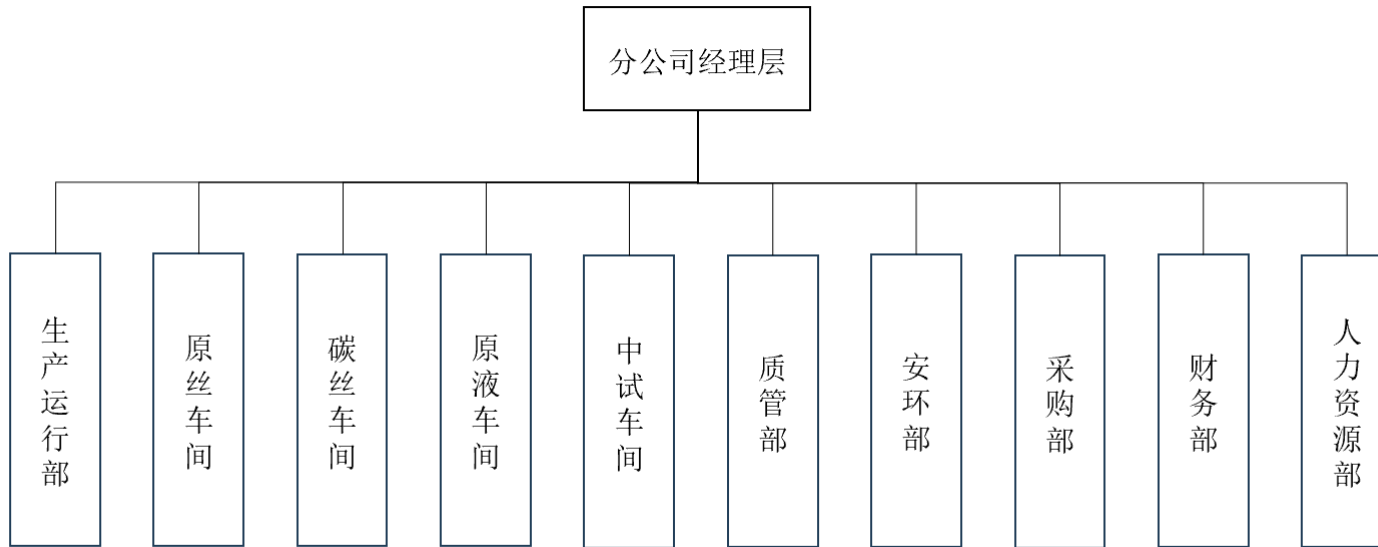 分公司经理层
生产运行部
原丝车间
碳丝车间
原液车间
中试车间
质管部
安环部
采购部
财务部
人力资源部